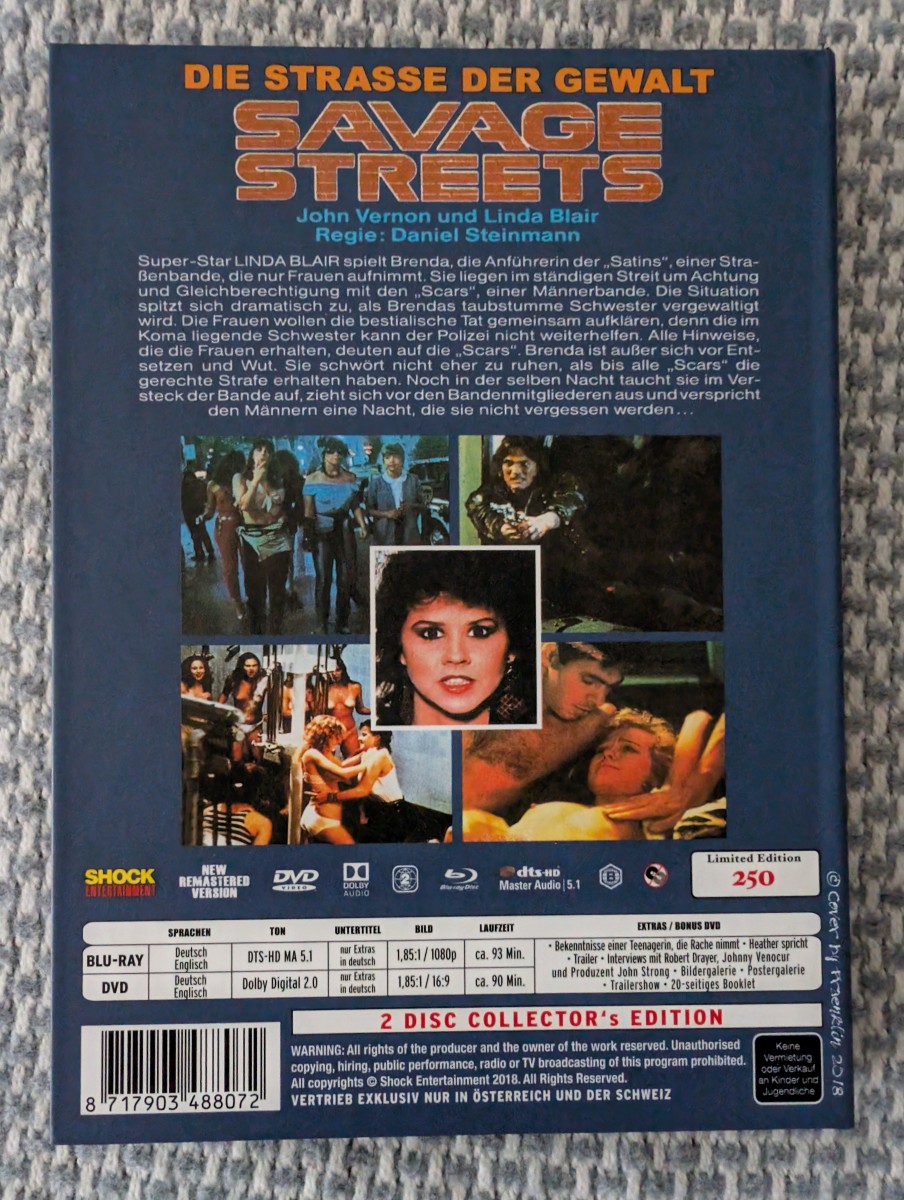 DIE STRASSE DER GEWALT
SAVAGE
STREETS
John Vernon und Linda Blair
Regie: Daniel Steinmann
Super-Star LINDA BLAIR spielt Brenda, die Anführerin der „Satins", einer Stra-
ßenbande, die nur Frauen aufnimmt. Sie liegen im ständigen Streit um Achtung
und Gleichberechtigung mit den „Scars", einer Männerbande. Die Situation
spitzt sich dramatisch zu, als Brendas taubstumme Schwester vergewaltigt
wird. Die Frauen wollen die bestialische Tat gemeinsam aufklären, denn die im
Koma liegende Schwester kann der Polizei nicht weiterhelfen. Alle Hinweise,
die die Frauen erhalten, deuten auf die „Scars". Brenda ist außer sich vor Ent-
setzen und Wut. Sie schwört nicht eher zu ruhen, als bis alle „Scars" die
gerechte Strafe erhalten haben. Noch in der selben Nacht taucht sie im Ver-
steck der Bande auf, zieht sich vor den Bandenmitgliederen aus und verspricht
den Männern eine Nacht, die sie nicht vergessen werden...
SHOCK
ENTERTAINMENT
NEW
REMASTERED
VERSION
DVD
VIDEO
DOLBY
AUDIO
2
Blu-ray Disc
dts-HD
Master Audio | 5.1
B
Limited Edition
250
SPRACHEN TON UNTERTITEL BILD LAUFZEIT EXTRAS / BONUS DVD
BLU-RAY Deutsch Englisch DTS-HD MA 5.1 nur Extras in deutsch 1,85:1 / 1080p ca. 93 Min.
DVD Deutsch Englisch Dolby Digital 2.0 nur Extras in deutsch 1,85:1 / 16:9 ca. 90 Min.
• Bekenntnisse einer Teenagerin, die Rache nimmt • Heather spricht
• Trailer • Interviews mit Robert Drayer, Johnny Venocur
und Produzent John Strong • Bildergalerie • Postergalerie
• Trailershow • 20-seitiges Booklet
2 DISC COLLECTOR's EDITION
WARNING: All rights of the producer and the owner of the work reserved. Unauthorised
copying, hiring, public performance, radio or TV broadcasting of this program prohibited.
All copyrights © Shock Entertainment 2018. All Rights Reserved.
VERTRIEB EXKLUSIV NUR IN ÖSTERREICH UND DER SCHWEIZ
8 717903 488072
Keine
Vermietung
oder Verkauf
an Kinder und
Jugendliche
© cover by
2018